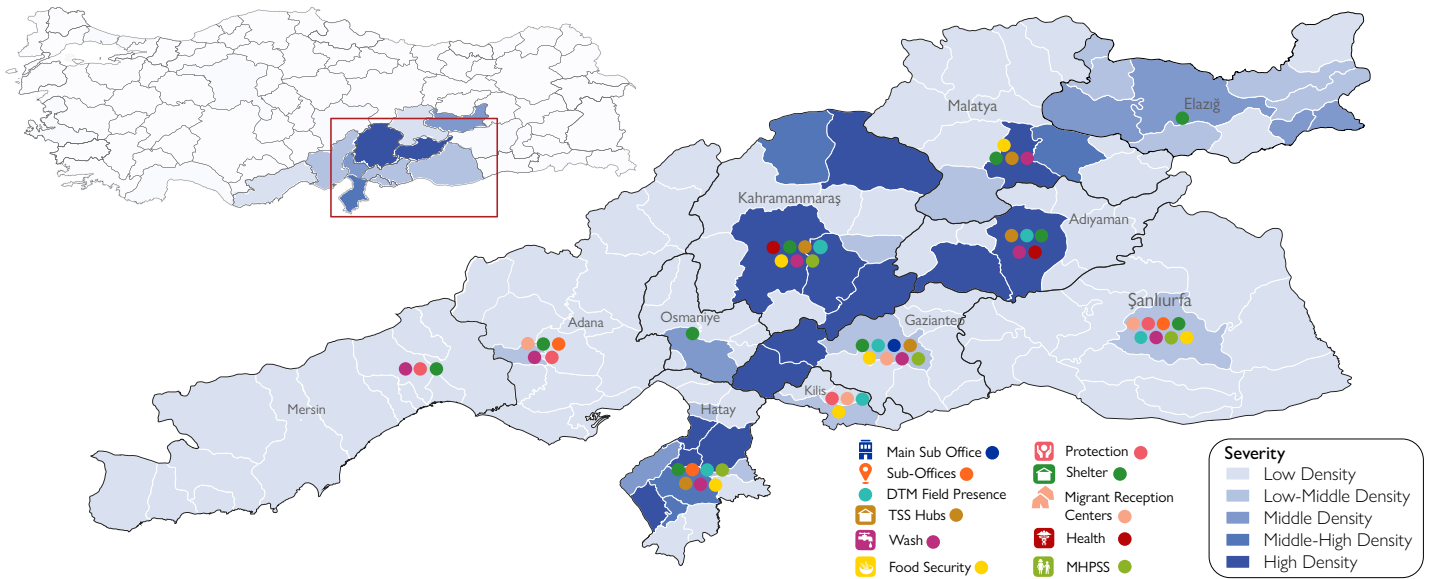 Malatya
Elazığ
Kahramanmaraş
Adıyaman
Şanlıurfa
Gaziantep
Osmaniye
Adana
Kilis
Mersin
Hatay
Main Sub Office
Sub-Offices
DTM Field Presence
TSS Hubs
Wash
Food Security
Protection
Shelter
Migrant Reception
Centers
Health
MHPSS
Severity
Low Density
Low-Middle Density
Middle Density
Middle-High Density
High Density